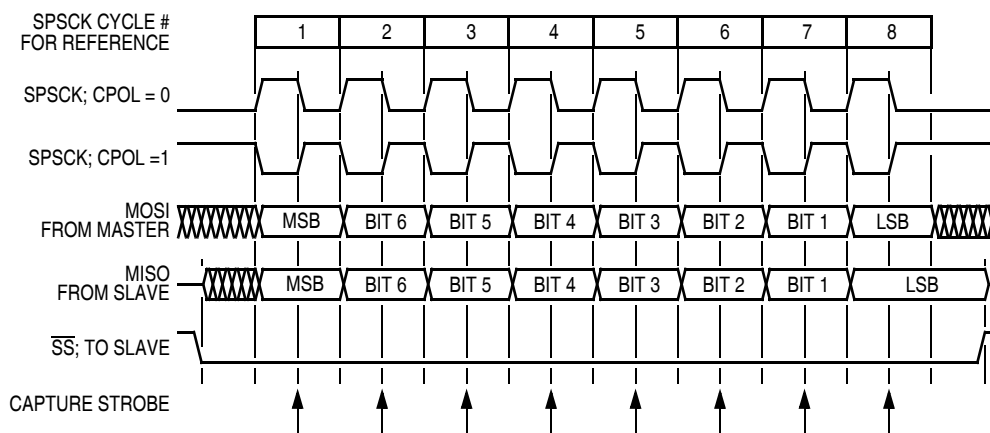 SPSCK CYCLE #
FOR REFERENCE
1 2 3 4 5 6 7 8
SPSCK; CPOL = 0
SPSCK; CPOL =1
MOSI
FROM MASTER
MSB BIT 6 BIT 5 BIT 4 BIT 3 BIT 2 BIT 1 LSB
MISO
FROM SLAVE
MSB BIT 6 BIT 5 BIT 4 BIT 3 BIT 2 BIT 1 LSB
SS; TO SLAVE
CAPTURE STROBE